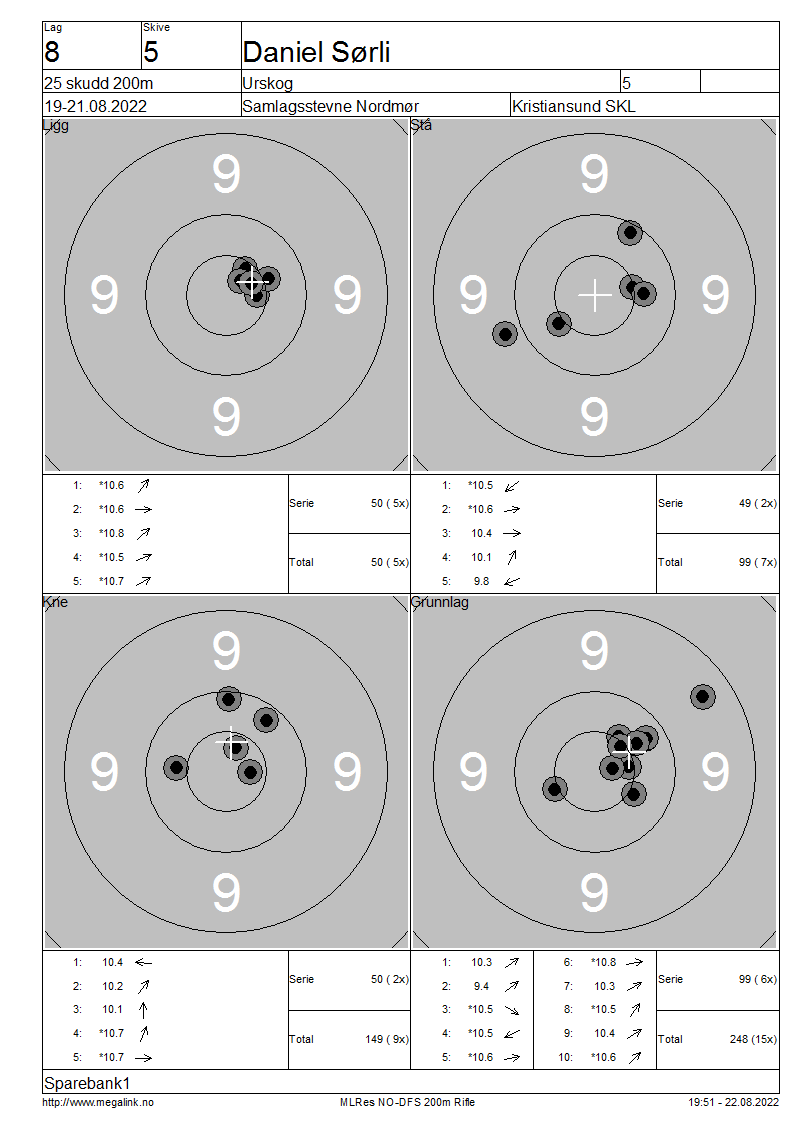 Lag Skive
8 5 Daniel Sørli
25 skudd 200m Urskog 5
19-21.08.2022 Samlagsstevne Nordmør Kristiansund SKL
Ligg
9
9 9
9
Stå
9
9 9
9
1: *10.6
2: *10.6
3: *10.8
4: *10.5
5: *10.7
Serie 50 ( 5x)
Total 50 ( 5x)
1: *10.5
2: *10.6
3: 10.4
4: 10.1
5: 9.8
Serie 49 ( 2x)
Total 99 ( 7x)
Kne
9
9 9
9
Grunnlag
9
9 9
9
1: 10.4
2: 10.2
3: 10.1
4: *10.7
5: *10.7
Serie 50 ( 2x)
Total 149 ( 9x)
1: 10.3
2: 9.4
3: *10.5
4: *10.5
5: *10.6
6: *10.8
7: 10.3
8: *10.5
9: 10.4
10: *10.6
Serie 99 ( 6x)
Total 248 (15x)
Sparebank1
http://www.megalink.no MLRes NO-DFS 200m Rifle 19:51 - 22.08.2022